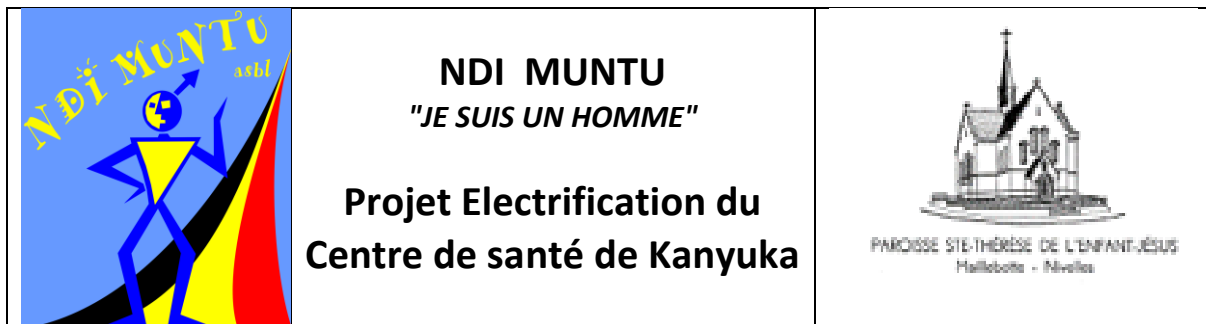 NDI MUNTU
asbl
NDI MUNTU
"JE SUIS UN HOMME"
Projet Electrification du
Centre de santé de Kanyuka
PAROISSE STE-THÉRÈSE DE L'ENFANT-JÉSUS
Maillebotte - Nivelles